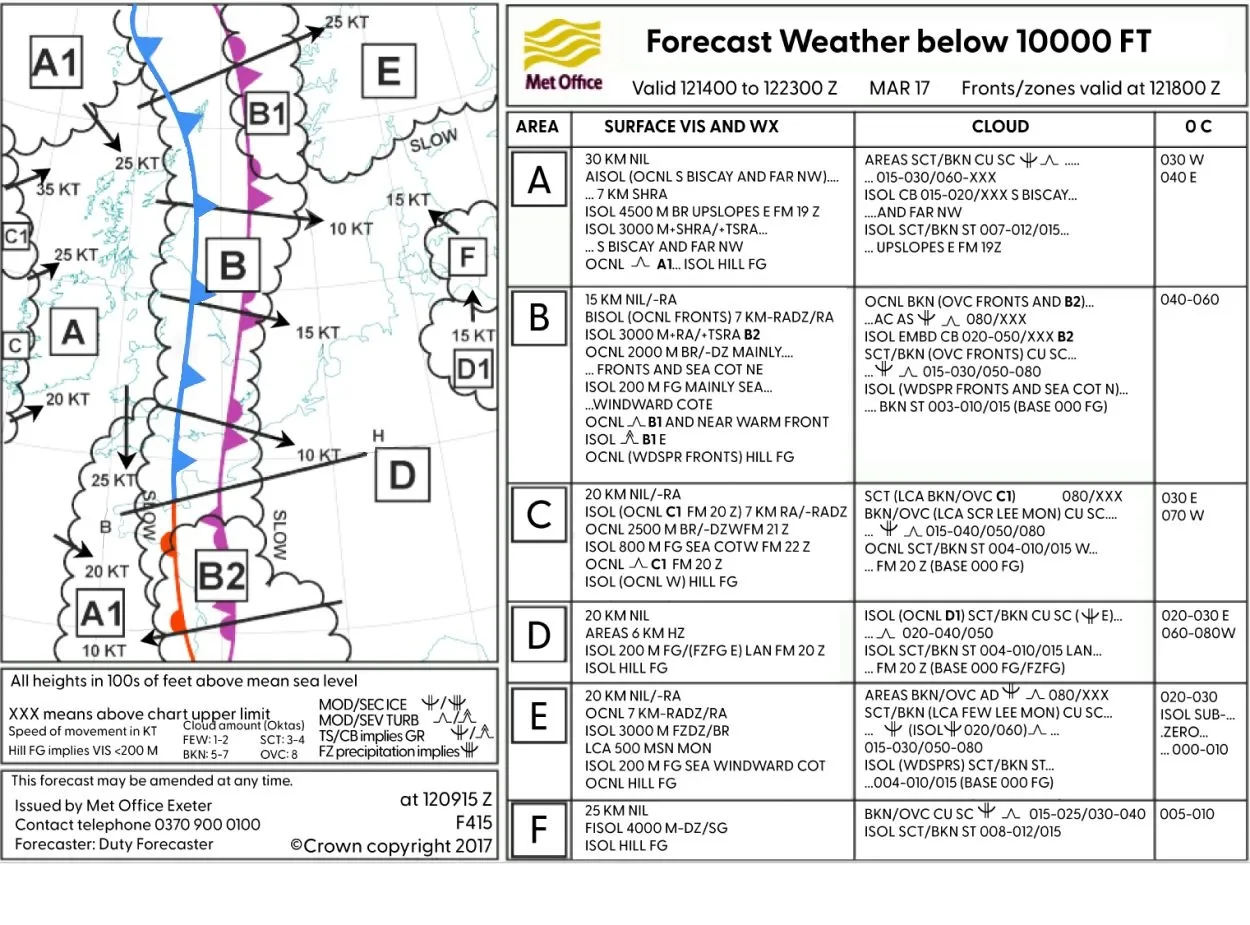 A1
25 KT
E
B1
SLOW
25 KT
35 KT
15 KT
10 KT
C1
25 KT
B
F
A
15 KT
15 KT
C
D1
20 KT
H
10 KT
D
25 KT
B
SLOW
SLOW
20 KT
B2
A1
10 KT
All heights in 100s of feet above mean sea level
XXX means above chart upper limit
Speed of movement in KT
Hill FG implies VIS <200 M
Cloud amount (Oktas)
FEW: 1-2 SCT: 3-4
BKN: 5-7 OVC: 8
MOD/SEC ICE /
MOD/SEV TURB /
TS/CB implies GR /
FZ precipitation implies
This forecast may be amended at any time.
Issued by Met Office Exeter
Contact telephone 0370 900 0100
Forecaster: Duty Forecaster
at 120915 Z
F415
©Crown copyright 2017
Met Office
Forecast Weather below 10000 FT
Valid 121400 to 122300 Z MAR 17 Fronts/zones valid at 121800 Z
AREA SURFACE VIS AND WX CLOUD 0 C
A
30 KM NIL
AISOL (OCNL S BISCAY AND FAR NW)....
... 7 KM SHRA
ISOL 4500 M BR UPSLOPES E FM 19 Z
ISOL 3000 M+SHRA/+TSRA...
... S BISCAY AND FAR NW
OCNL A1... ISOL HILL FG
AREAS SCT/BKN CU SC .....
... 015-030/060-XXX
ISOL CB 015-020/XXX S BISCAY...
....AND FAR NW
ISOL SCT/BKN ST 007-012/015...
... UPSLOPES E FM 19Z
030 W
040 E
B
15 KM NIL/-RA
BISOL (OCNL FRONTS) 7 KM-RADZ/RA
ISOL 3000 M+RA/+TSRA B2
OCNL 2000 M BR/-DZ MAINLY....
... FRONTS AND SEA COT NE
ISOL 200 M FG MAINLY SEA...
...WINDWARD COTE
OCNL B1 AND NEAR WARM FRONT
ISOL B1 E
OCNL (WDSPR FRONTS) HILL FG
OCNL BKN (OVC FRONTS AND B2)...
...AC AS 080/XXX
ISOL EMBD CB 020-050/XXX B2
SCT/BKN (OVC FRONTS) CU SC...
... 015-030/050-080
ISOL (WDSPR FRONTS AND SEA COT N)...
.... BKN ST 003-010/015 (BASE 000 FG)
040-060
C
20 KM NIL/-RA
ISOL (OCNL C1 FM 20 Z) 7 KM RA/-RADZ
OCNL 2500 M BR/-DZWFM 21 Z
ISOL 800 M FG SEA COTW FM 22 Z
OCNL C1 FM 20 Z
ISOL (OCNL W) HILL FG
SCT (LCA BKN/OVC C1) 080/XXX
BKN/OVC (LCA SCR LEE MON) CU SC....
... 015-040/050/080
OCNL SCT/BKN ST 004-010/015 W...
... FM 20 Z (BASE 000 FG)
030 E
070 W
D
20 KM NIL
AREAS 6 KM HZ
ISOL 200 M FG/(FZFG E) LAN FM 20 Z
ISOL HILL FG
ISOL (OCNL D1) SCT/BKN CU SC ( E)...
... 020-040/050
ISOL SCT/BKN ST 004-010/015 LAN...
... FM 20 Z (BASE 000 FG/FZFG)
020-030 E
060-080W
E
20 KM NIL/-RA
OCNL 7 KM-RADZ/RA
ISOL 3000 M FZDZ/BR
LCA 500 MSN MON
ISOL 200 M FG SEA WINDWARD COT
OCNL HILL FG
AREAS BKN/OVC AD 080/XXX
SCT/BKN (LCA FEW LEE MON) CU SC...
... (ISOL 020/060) ...
015-030/050-080
ISOL (WDSPRS) SCT/BKN ST...
...004-010/015 (BASE 000 FG)
020-030
ISOL SUB-...
.ZERO...
... 000-010
F
25 KM NIL
FISOL 4000 M-DZ/SG
ISOL HILL FG
BKN/OVC CU SC 015-025/030-040
ISOL SCT/BKN ST 008-012/015
005-010